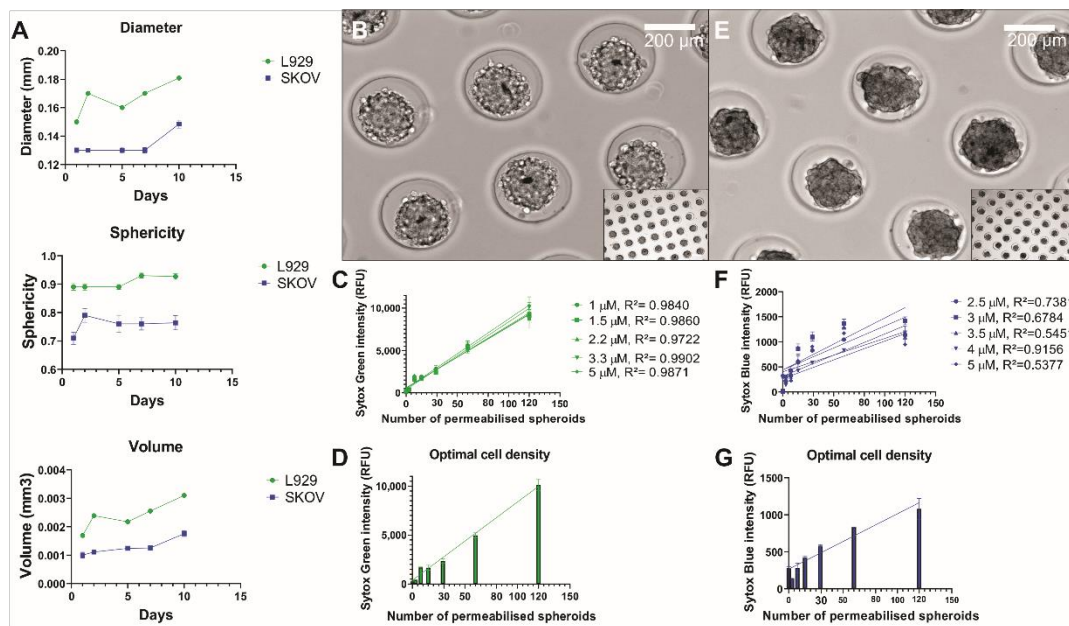 A
Diameter
0.20
0.18
0.16
0.14
0.12
Diameter (mm)
0
5
10
15
Days
L929
SKOV
Sphericity
1.0
0.9
0.8
0.7
0.6
Sphericity
0
5
10
15
Days
L929
SKOV
Volume
0.004
0.003
0.002
0.001
0.000
Volume (mm3)
0
5
10
15
Days
L929
SKOV
B
200 µm
E
200 µm
C
Sytox Green intensity (RFU)
10,000
5,000
0
0
30
60
90
120
150
Number of permeabilised spheroids
1 µM, R²= 0.9840
1.5 µM, R²= 0.9860
2.2 µM, R²= 0.9722
3.3 µM, R²= 0.9902
5 µM, R²= 0.9871
F
Sytox Blue intensity (RFU)
2000
1500
1000
500
0
0
30
60
90
120
150
Number of permeabilised spheroids
2.5 µM, R²=0.7381
3 µM, R²=0.6784
3.5 µM, R²=0.545
4 µM, R²=0.9156
5 µM, R²=0.5377
D
Optimal cell density
Sytox Green intensity (RFU)
10,000
5,000
0
0
30
60
90
120
150
Number of permeabilised spheroids
G
Optimal cell density
Sytox Blue intensity (RFU)
1500
1000
500
0
0
30
60
90 100
120
150
Number of permeabilised spheroids